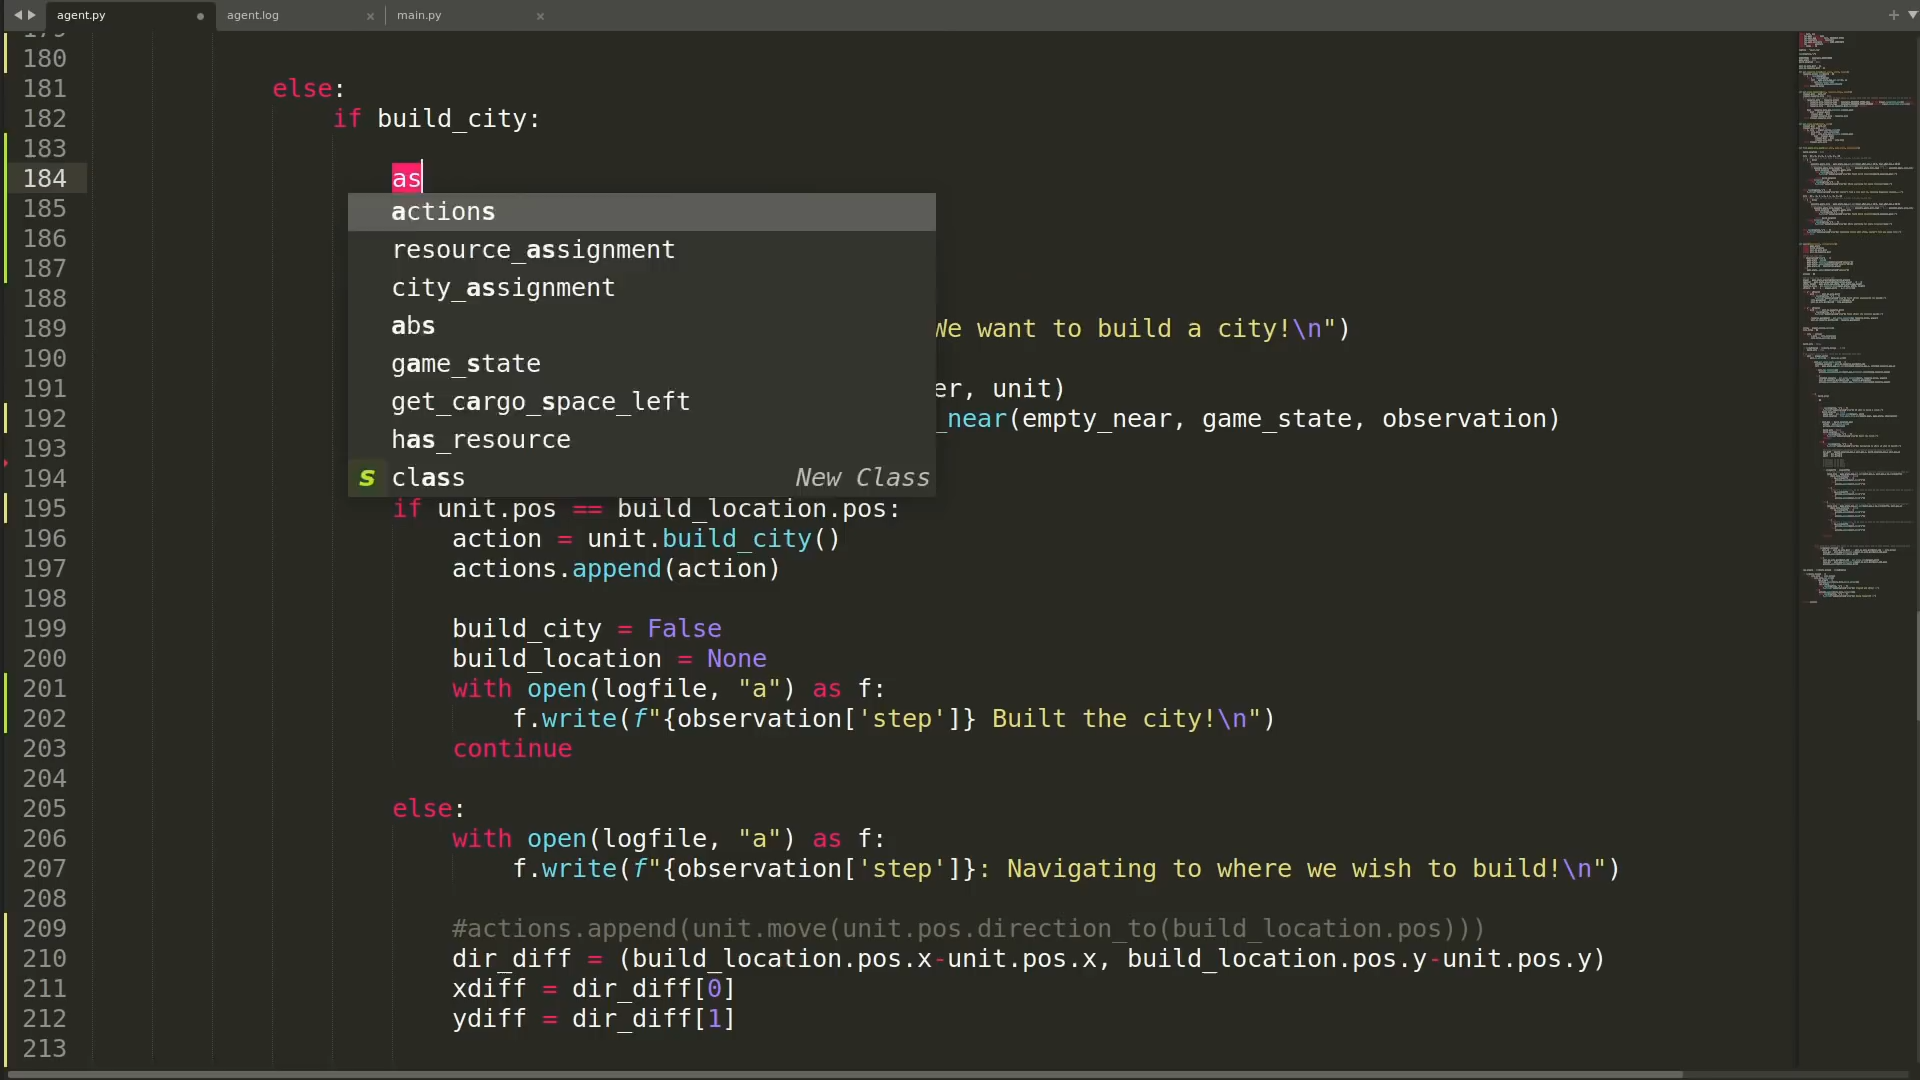 agent.py
agent.log
main.py
180
181 else:
182 if build_city:
183
184 as
185 actions
resource_assignment
186
187 city_assignment
188 abs
189 We want to build a city!\n")
190 game_state
191 er, unit)
get_cargo_space_left
192 _near(empty_near, game_state, observation)
193 has_resource
194 s class New Class
195 if unit.pos == build_location.pos:
196 action = unit.build_city()
197 actions.append(action)
198
199 build_city = False
200 build_location = None
201 with open(logfile, "a") as f:
202 f.write(f"{observation['step']} Built the city!\n")
203 continue
204
205 else:
206 with open(logfile, "a") as f:
207 f.write(f"{observation['step']}: Navigating to where we wish to build!\n")
208
209 #actions.append(unit.move(unit.pos.direction_to(build_location.pos)))
210 dir_diff = (build_location.pos.x-unit.pos.x, build_location.pos.y-unit.pos.y)
211 xdiff = dir_diff[0]
212 ydiff = dir_diff[1]
213